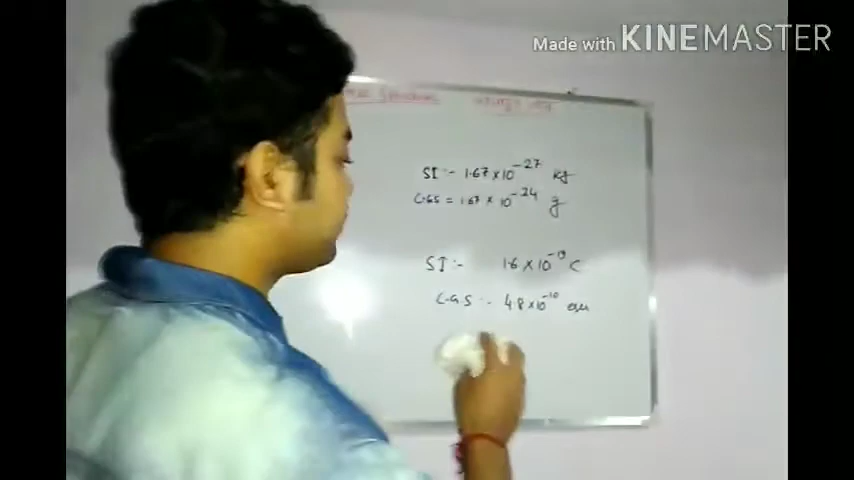 Made with KINEMASTER
SI :- 1.67 × 10⁻²⁷ kg
C.G.S = 1.67 × 10⁻²⁴ g
SI :- 1.6 × 10⁻¹⁹ C
C.G.S :- 4.8 × 10⁻¹⁰ esu